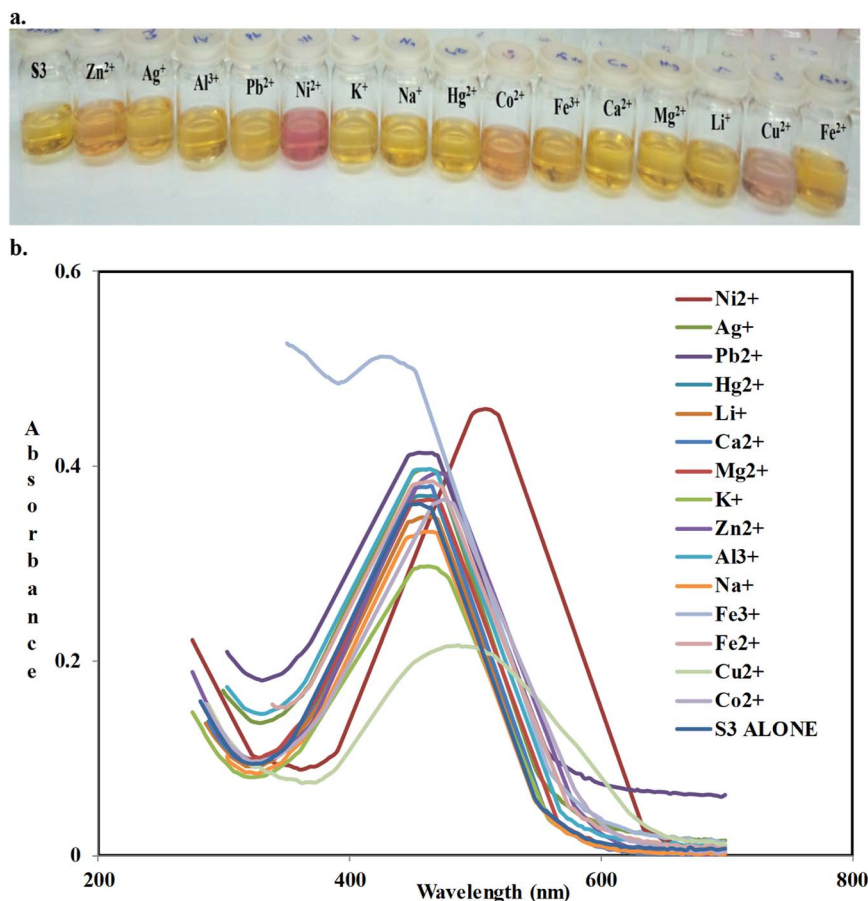 a.
S3 Zn²⁺ Ag⁺ Al³⁺ Pb²⁺ Ni²⁺ K⁺ Na⁺ Hg²⁺ Co²⁺ Fe³⁺ Ca²⁺ Mg²⁺ Li⁺ Cu²⁺ Fe²⁺
b.
0.6
0.4
0.2
0
Absorbance
Ni2+
Ag+
Pb2+
Hg2+
Li+
Ca2+
Mg2+
K+
Zn2+
Al3+
Na+
Fe3+
Fe2+
Cu2+
Co2+
S3 ALONE
200 400 600 800
Wavelength (nm)